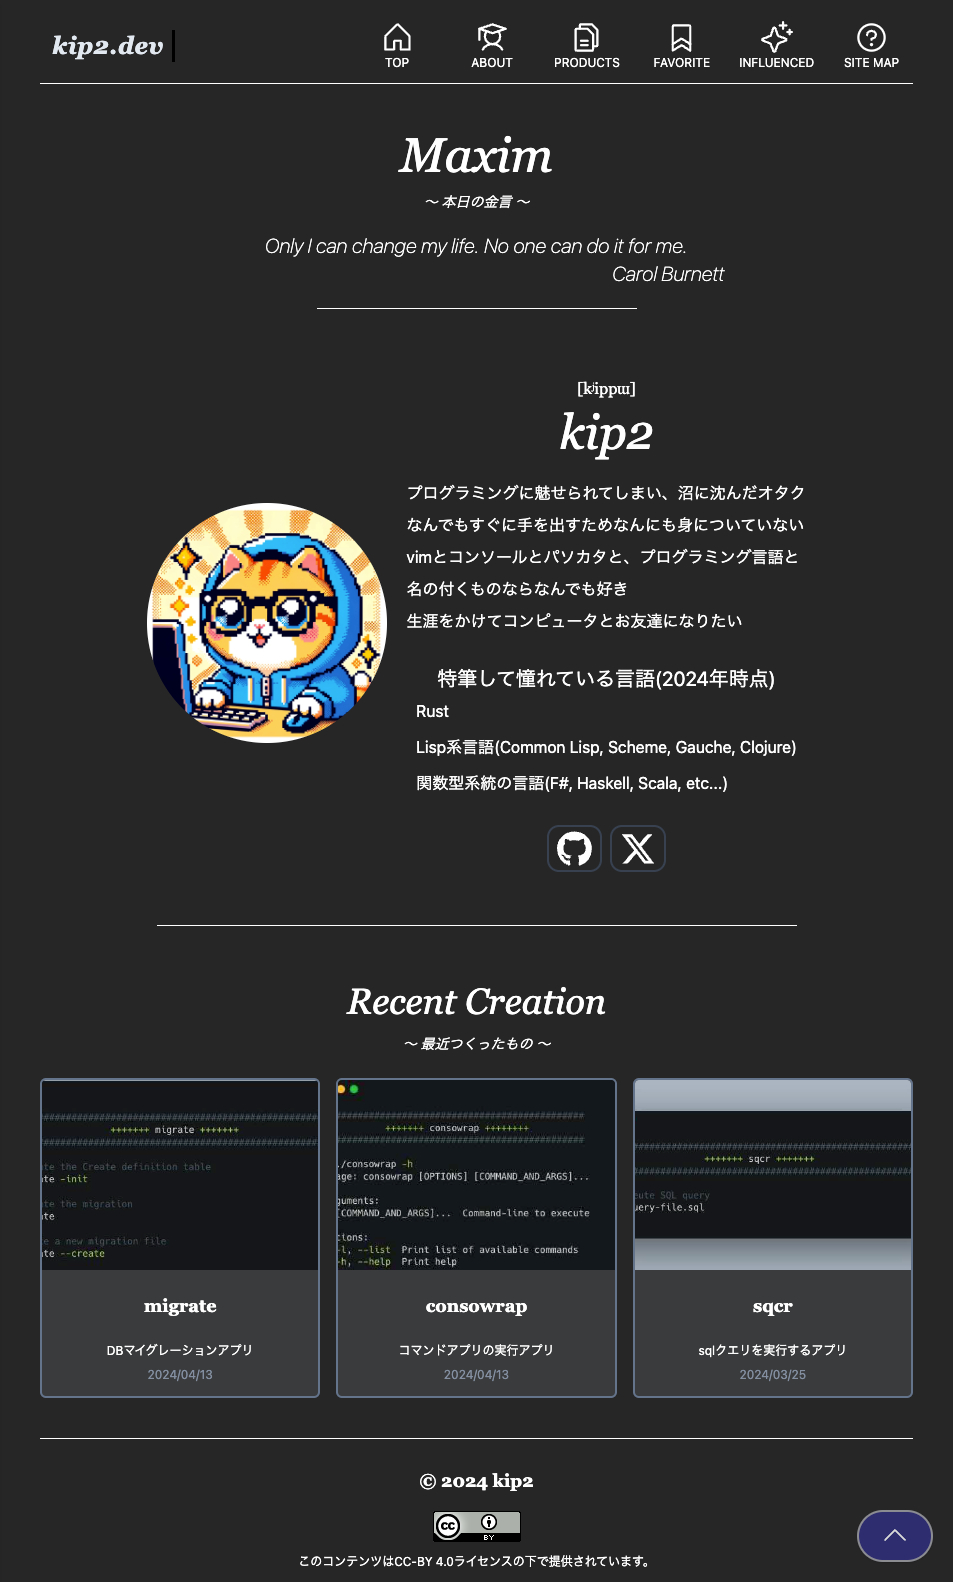 kip2.dev
TOP
ABOUT
PRODUCTS
FAVORITE
INFLUENCED
SITE MAP
Maxim
〜 本日の金言 〜
Only I can change my life. No one can do it for me.
Carol Burnett
[kʲippɯ]
kip2
プログラミングに魅せられてしまい、沼に沈んだオタク
なんでもすぐに手を出すためなんにも身についていない
vimとコンソールとパソカタと、プログラミング言語と
名の付くものならなんでも好き
生涯をかけてコンピュータとお友達になりたい
特筆して憧れている言語(2024年時点)
Rust
Lisp系言語(Common Lisp, Scheme, Gauche, Clojure)
関数型系統の言語(F#, Haskell, Scala, etc...)
Recent Creation
〜 最近つくったもの 〜
################################################
+++++++ migrate +++++++
################################################
ate the Create definition table
ate -init
ate the migration
ate
te a new migration file
ate --create
migrate
DBマイグレーションアプリ
2024/04/13
############################################
+++++++ consowrap ++++++++
############################################
./consowrap -h
age: consowrap [OPTIONS] [COMMAND_AND_ARGS]...
guments:
[COMMAND_AND_ARGS]...  Command-line to execute
tions:
-l, --list  Print list of available commands
-h, --help  Print help
consowrap
コマンドアプリの実行アプリ
2024/04/13
################################################
+++++++ sqcr +++++++
################################################
cute SQL query
uery-file.sql
sqcr
sqlクエリを実行するアプリ
2024/03/25
© 2024 kip2
cc
BY
このコンテンツはCC-BY 4.0ライセンスの下で提供されています。